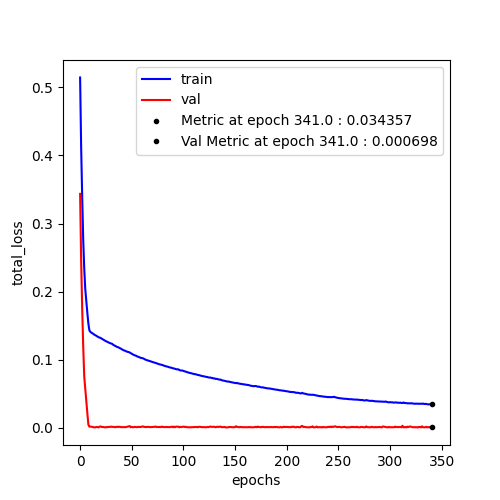 train
val
Metric at epoch 341.0 : 0.034357
Val Metric at epoch 341.0 : 0.000698
total_loss
0.5
0.4
0.3
0.2
0.1
0.0
0 50 100 150 200 250 300 350
epochs